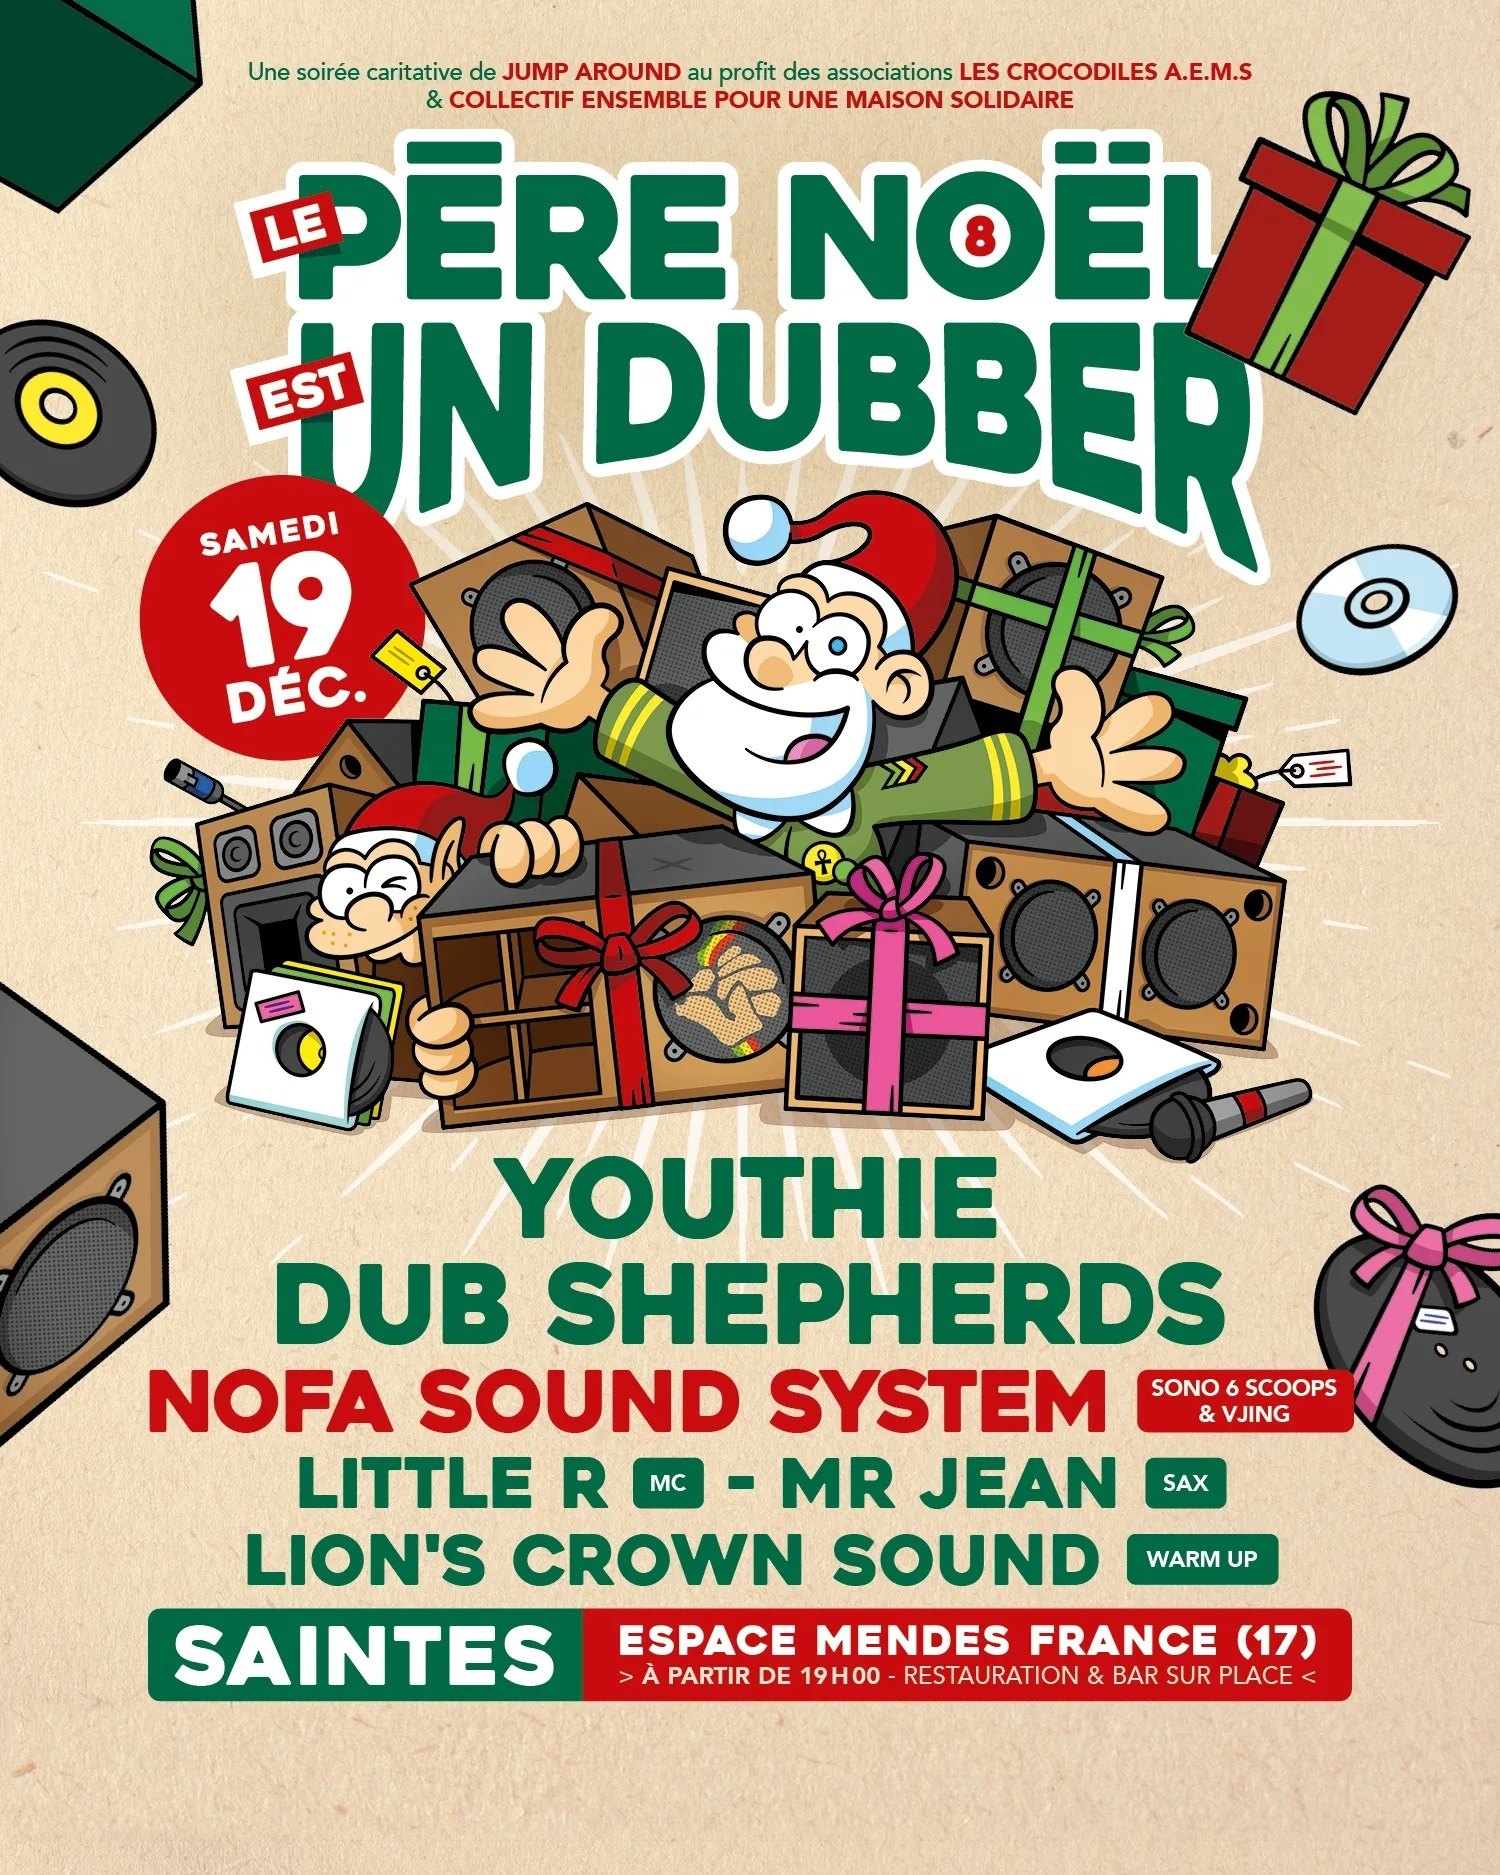 Une soirée caritative de JUMP AROUND au profit des associations LES CROCODILES A.E.M.S
& COLLECTIF ENSEMBLE POUR UNE MAISON SOLIDAIRE
LE PĒRE NOËL 8
EST UN DUBBER
SAMEDI
19
DÉC.
YOUTHIE
DUB SHEPHERDS
NOFA SOUND SYSTEM SONO 6 SCOOPS
& VJING
LITTLE R MC - MR JEAN SAX
LION'S CROWN SOUND WARM UP
SAINTES ESPACE MENDES FRANCE (17)
> À PARTIR DE 19H00 - RESTAURATION & BAR SUR PLACE <